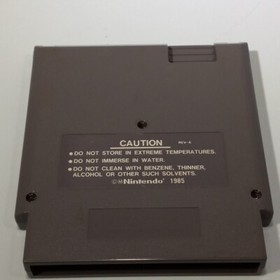 CAUTION REV-A
• DO NOT STORE IN EXTREME TEMPERATURES.
• DO NOT IMMERSE IN WATER.
• DO NOT CLEAN WITH BENZENE, THINNER,
ALCOHOL OR OTHER SUCH SOLVENTS.
©Ⓜ Nintendo® 1985